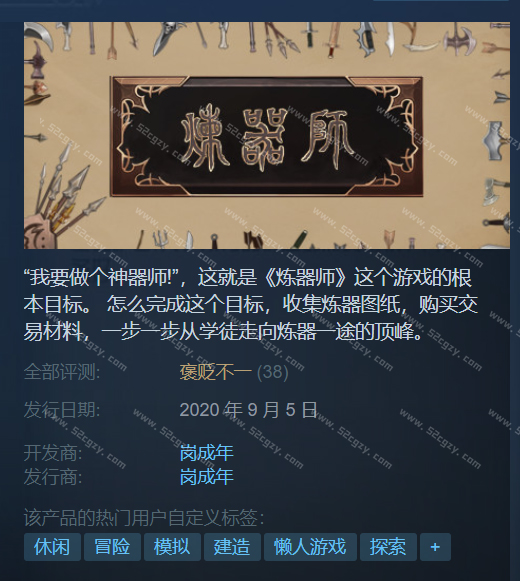 煉器師
“我要做个神器师!”，这就是《炼器师》这个游戏的根
本目标。 怎么完成这个目标，收集炼器图纸，购买交
易材料，一步一步从学徒走向炼器一途的顶峰。
全部评测: 褒贬不一 (38)
发行日期: 2020 年 9 月 5 日
开发商: 岗成年
发行商: 岗成年
该产品的热门用户自定义标签:
休闲 冒险 模拟 建造 懒人游戏 探索 +
www.52cgzy.com